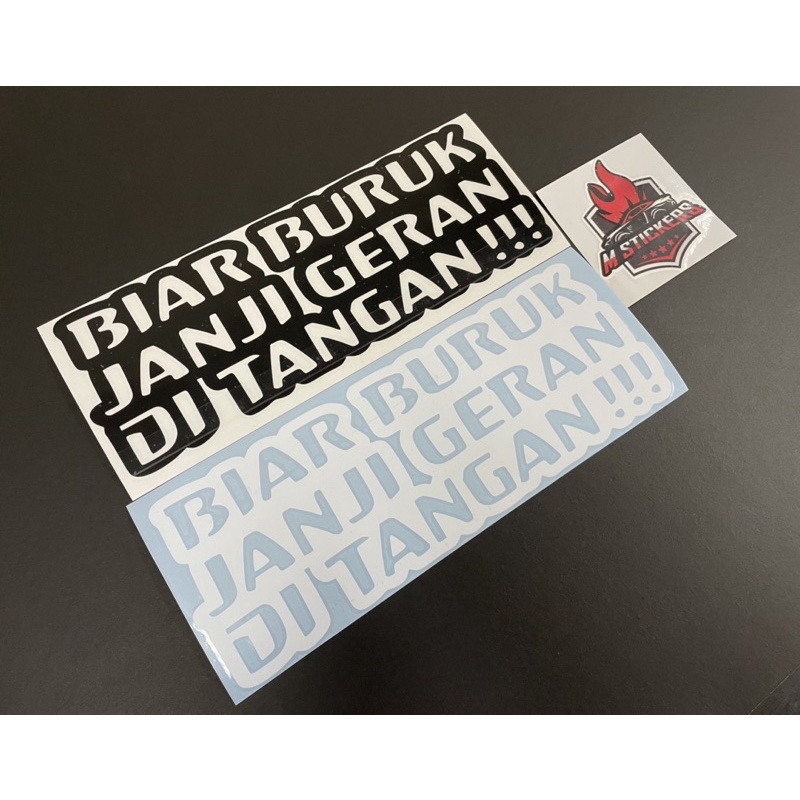 BIAR BURUK
JANJI GERAN
DI TANGAN !!!
M STICKERS
BIAR BURUK
JANJI GERAN
DI TANGAN !!!